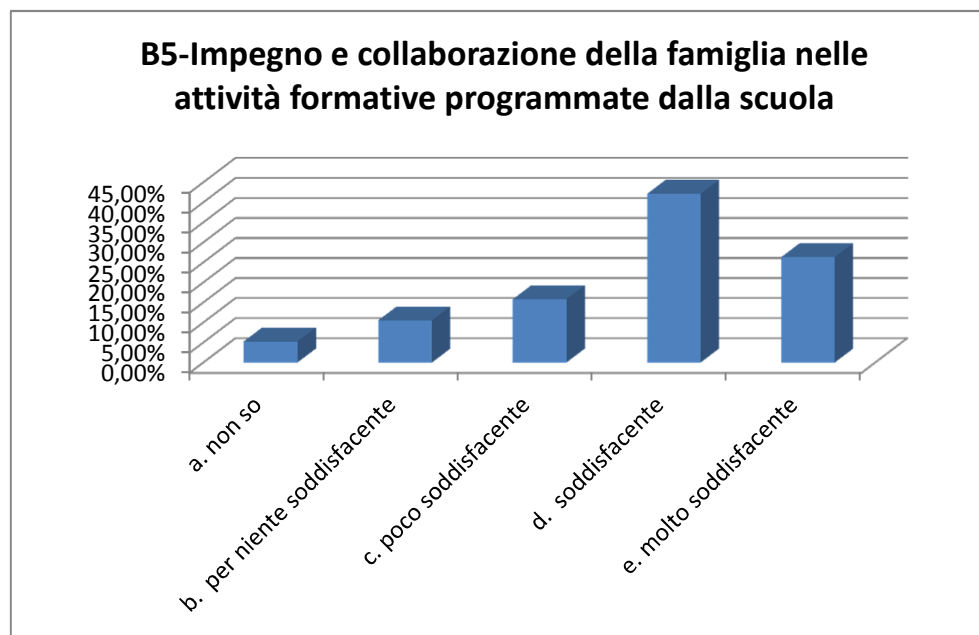 B5-Impegno e collaborazione della famiglia nelle
attività formative programmate dalla scuola
45,00%
40,00%
35,00%
30,00%
25,00%
20,00%
15,00%
10,00%
5,00%
0,00%
a. non so
b. per niente soddisfacente
c. poco soddisfacente
d. soddisfacente
e. molto soddisfacente